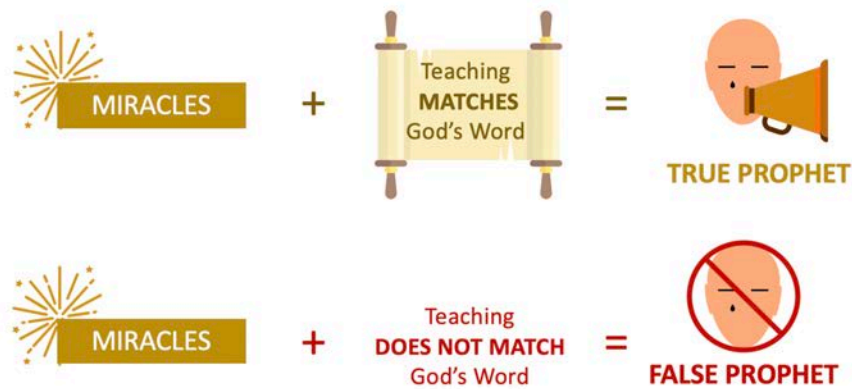 MIRACLES
+
Teaching
MATCHES
God's Word
=
TRUE PROPHET
MIRACLES
+
Teaching
DOES NOT MATCH
God's Word
=
FALSE PROPHET